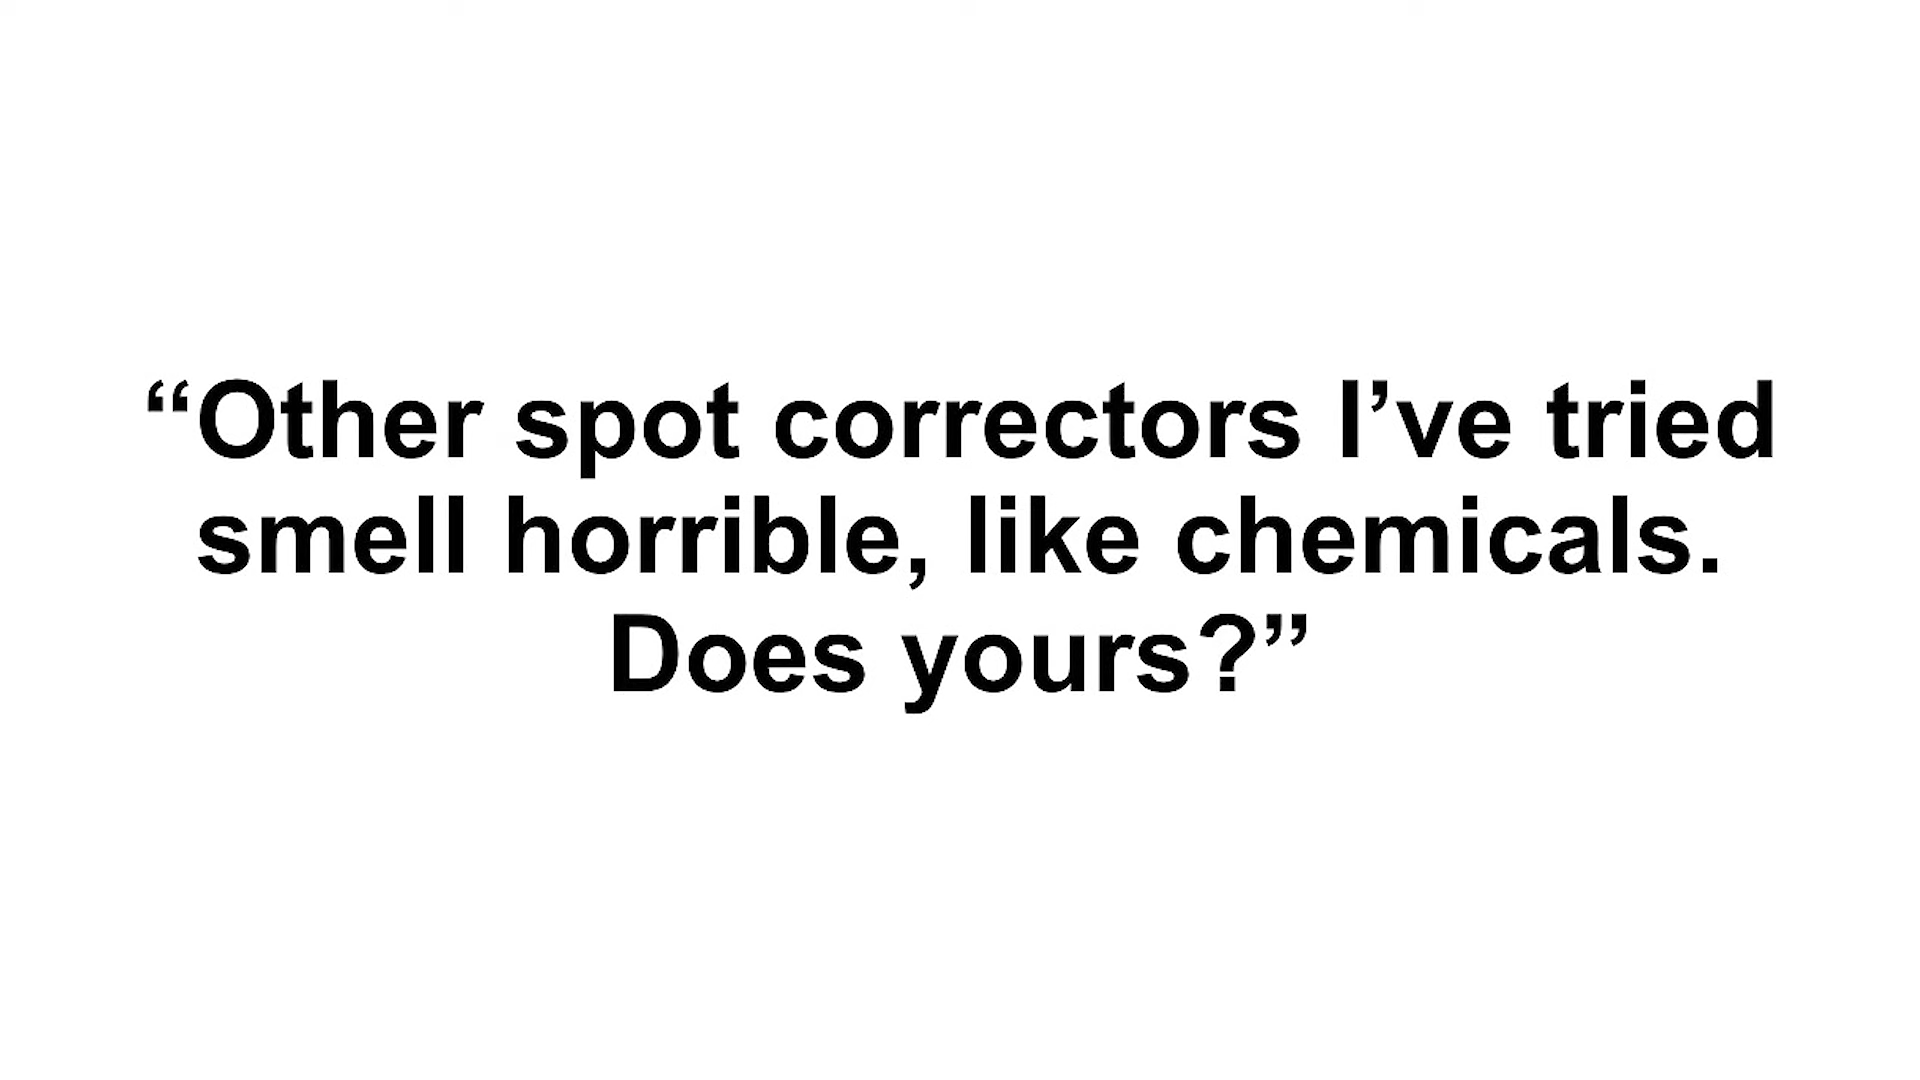 “Other spot correctors I’ve tried
smell horrible, like chemicals.
Does yours?”